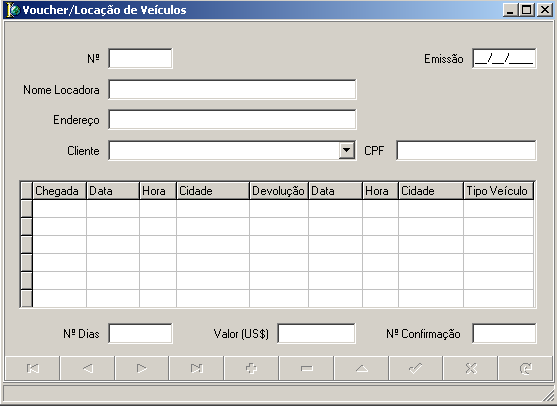 Voucher/Locação de Veículos
Nº Emissão __/__/____
Nome Locadora
Endereço
Cliente CPF
Chegada Data Hora Cidade Devolução Data Hora Cidade Tipo Veículo
Nº Dias Valor (US$) Nº Confirmação